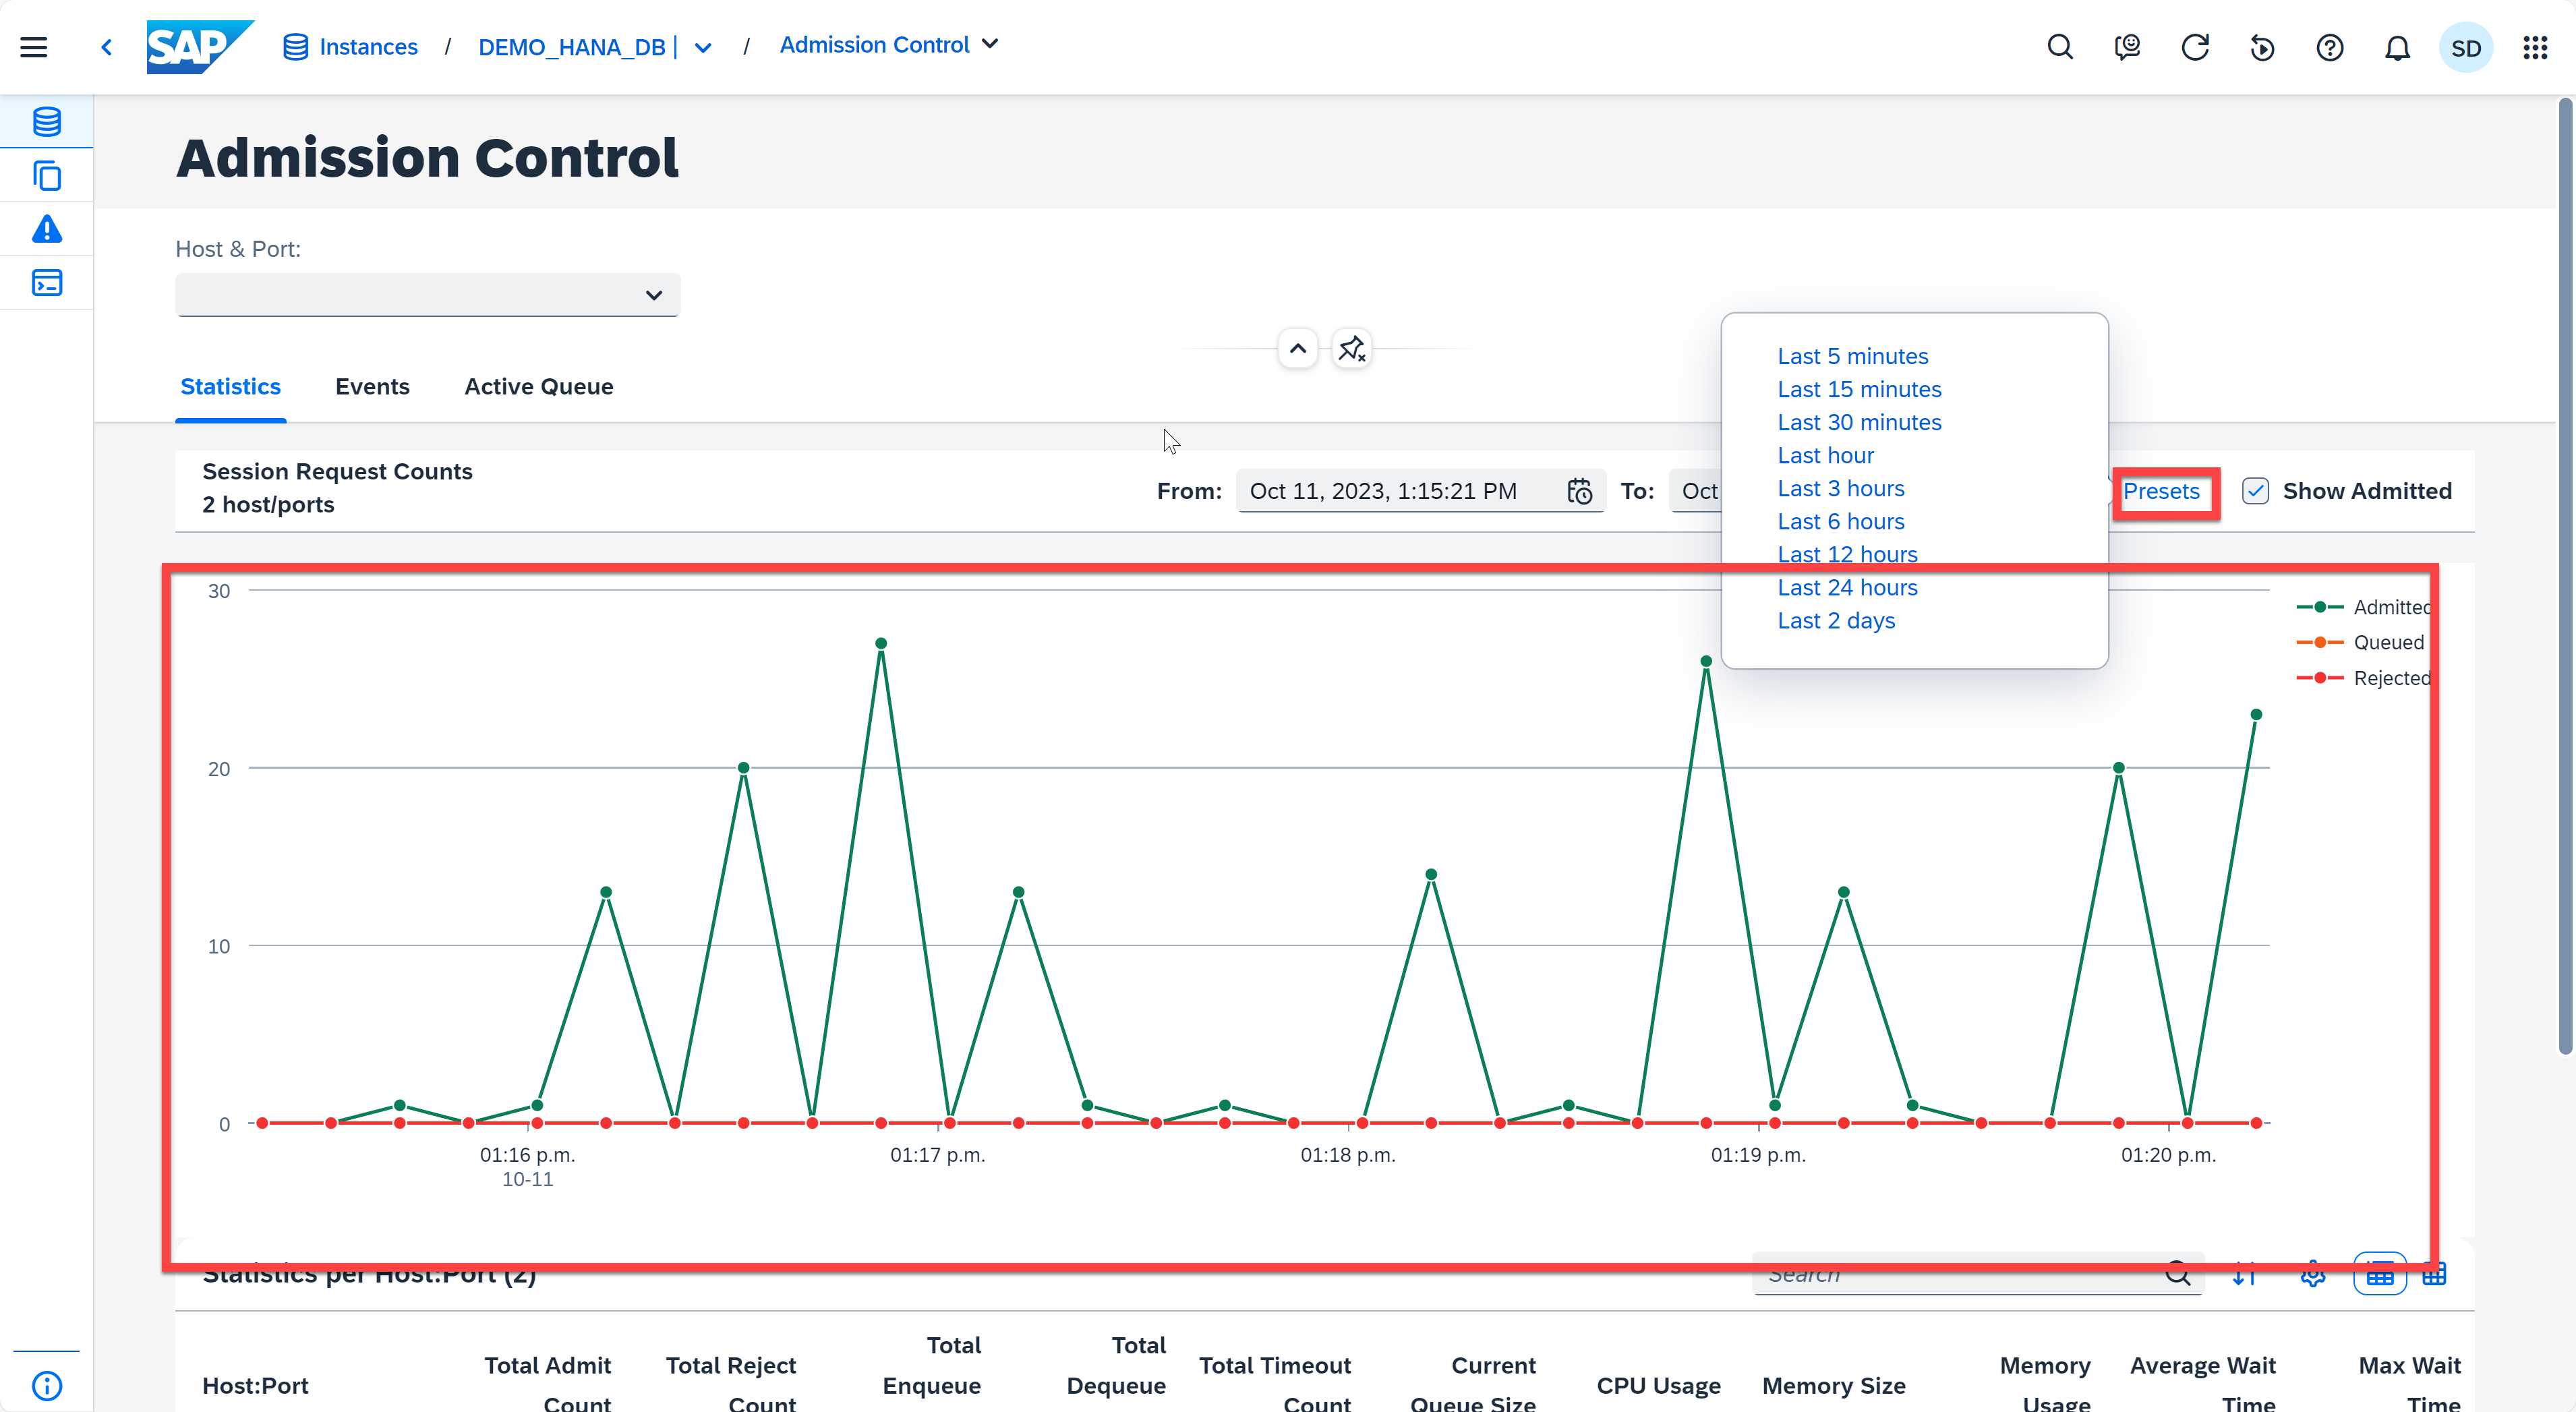 SAP
Instances / DEMO_HANA_DB | / Admission Control
SD
Admission Control
Host & Port:
Statistics
Events
Active Queue
Session Request Counts
2 host/ports
From:
Oct 11, 2023, 1:15:21 PM
To:
Oct
Presets
Show Admitted
Last 5 minutes
Last 15 minutes
Last 30 minutes
Last hour
Last 3 hours
Last 6 hours
Last 12 hours
Last 24 hours
Last 2 days
30
20
10
0
Admitted
Queued
Rejected
01:16 p.m.
10-11
01:17 p.m.
01:18 p.m.
01:19 p.m.
01:20 p.m.
Statistics per Host:Port (2)
Search
Host:Port
Total Admit
Count
Total Reject
Count
Total
Enqueue
Total
Dequeue
Total Timeout
Count
Current
Queue Size
CPU Usage
Memory Size
Memory
Usage
Average Wait
Time
Max Wait
Time